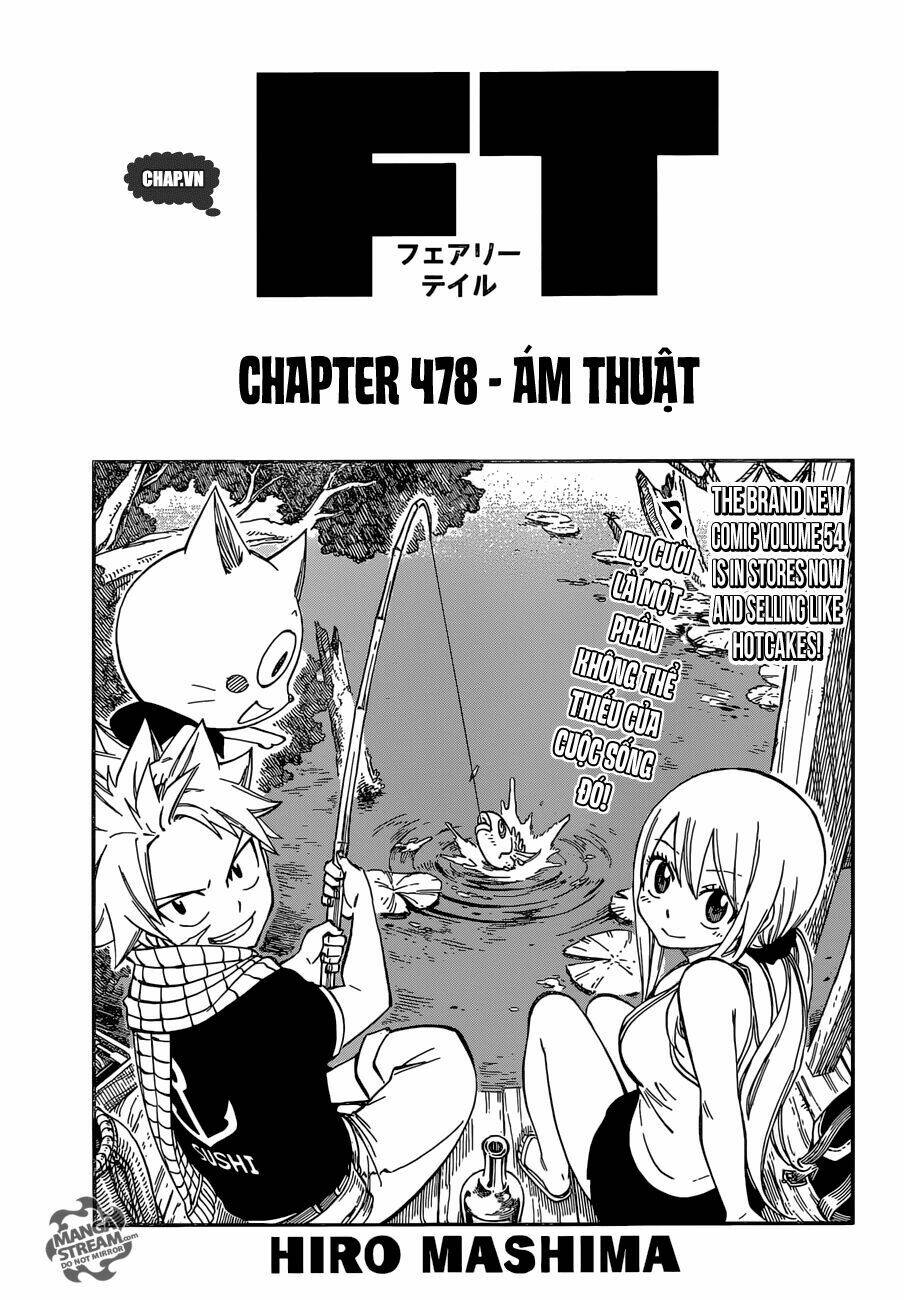 CHAP.VN
FT
フェアリー
テイル
CHAPTER 478 - ÁM THUẬT
THE BRAND NEW
COMIC VOLUME 54
IS IN STORES NOW
AND SELLING LIKE
HOTCAKES!
NỤ CƯỜI
LÀ MỘT
PHẦN
KHÔNG THỂ
THIẾU CỦA
CUỘC SỐNG
ĐÓ!
SUSHI
MANGA
STREAM.COM
DO NOT MIRROR
HIRO MASHIMA